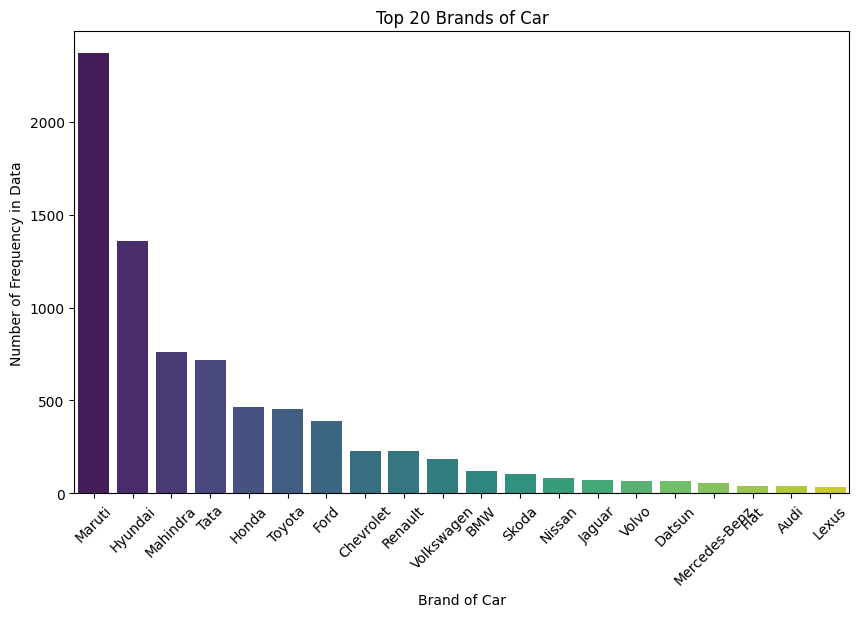 Top 20 Brands of Car
Number of Frequency in Data
2000
1500
1000
500
0
Maruti
Hyundai
Mahindra
Tata
Honda
Toyota
Ford
Chevrolet
Renault
Volkswagen
BMW
Skoda
Nissan
Jaguar
Volvo
Datsun
Mercedes-Benz
Fiat
Audi
Lexus
Brand of Car